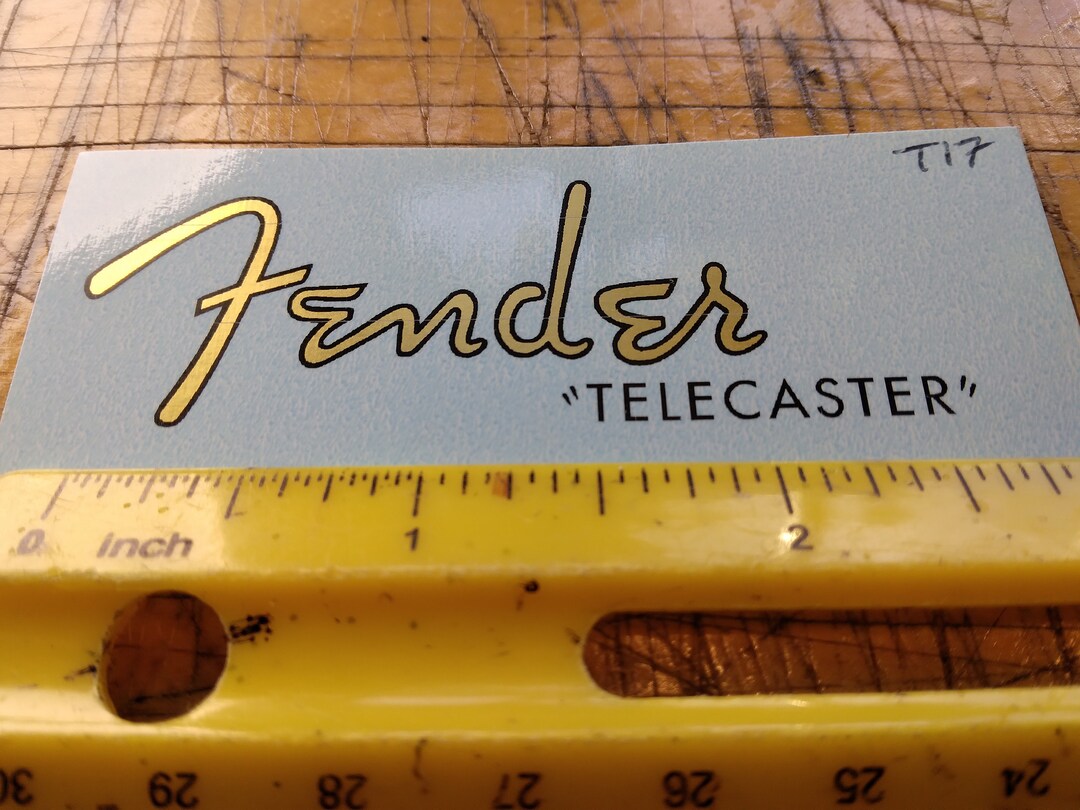 T17
Fender
"TELECASTER"
0 inch 1 2
30 29 28 27 26 25 24